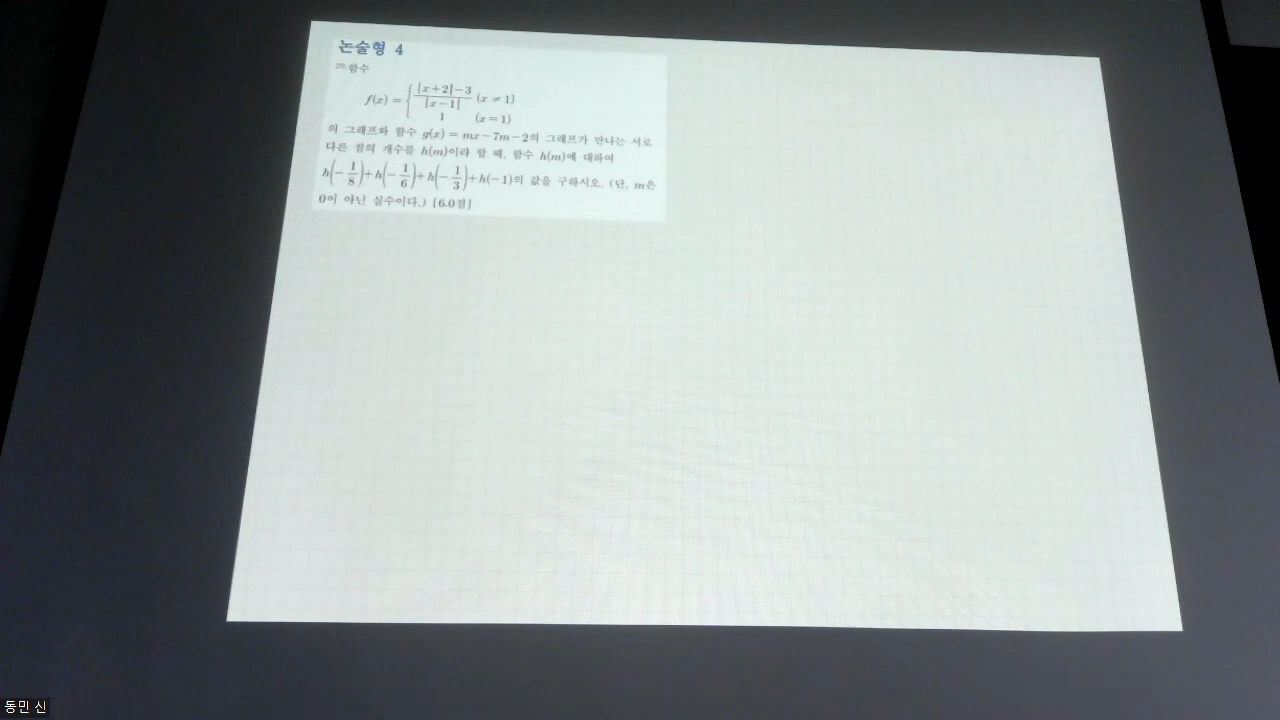 논술형 4
20. 함수
f(x) = { |x+2|-3 / |x-1| (x ≠ 1)
1 (x=1)
의 그래프와 함수 g(x) = mx-7m-2의 그래프가 만나는 서로
다른 점의 개수를 h(m)이라 할 때, 함수 h(m)에 대하여
h(-1/8)+h(-1/6)+h(-1/3)+h(-1)의 값을 구하시오. (단, m은
0이 아닌 실수이다.) [6.0점]
동민 신